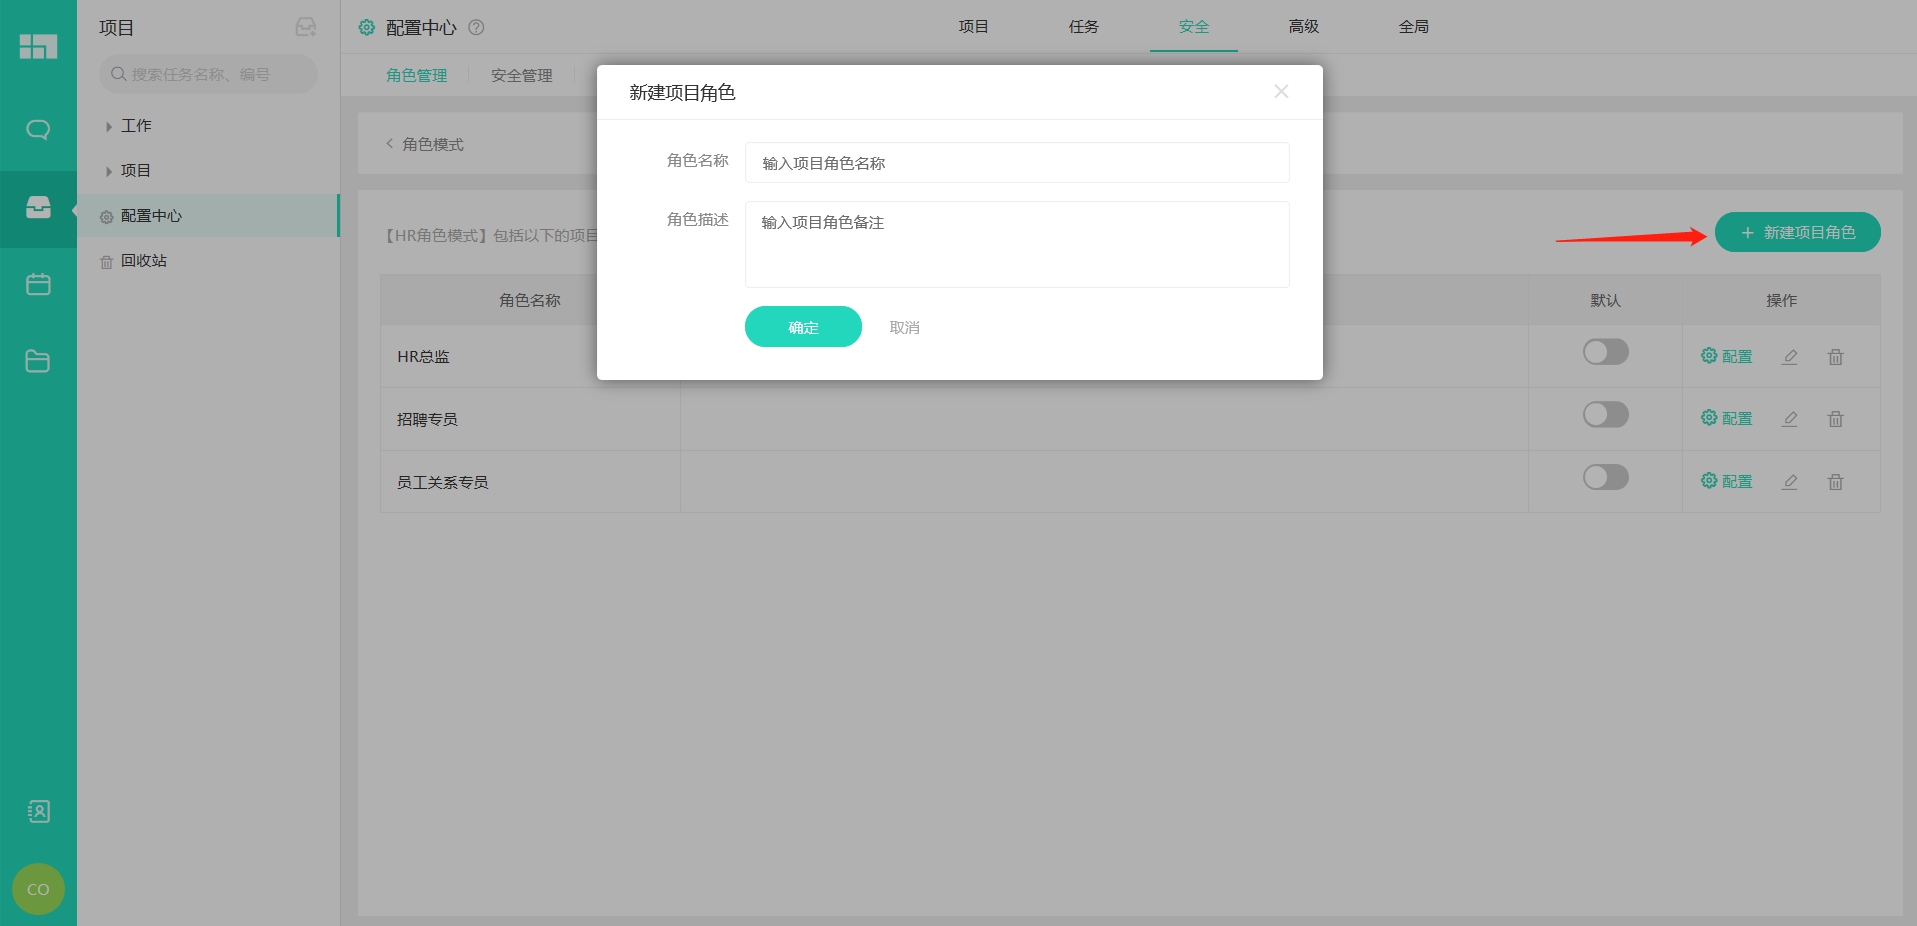 项目
搜索任务名称、编号
工作
项目
配置中心
回收站
CO
配置中心
项目
任务
安全
高级
全局
角色管理
安全管理
角色模式
【HR角色模式】包括以下的项目
新建项目角色
角色名称
默认
操作
HR总监
配置
招聘专员
配置
员工关系专员
配置
新建项目角色
角色名称
输入项目角色名称
角色描述
输入项目角色备注
确定
取消